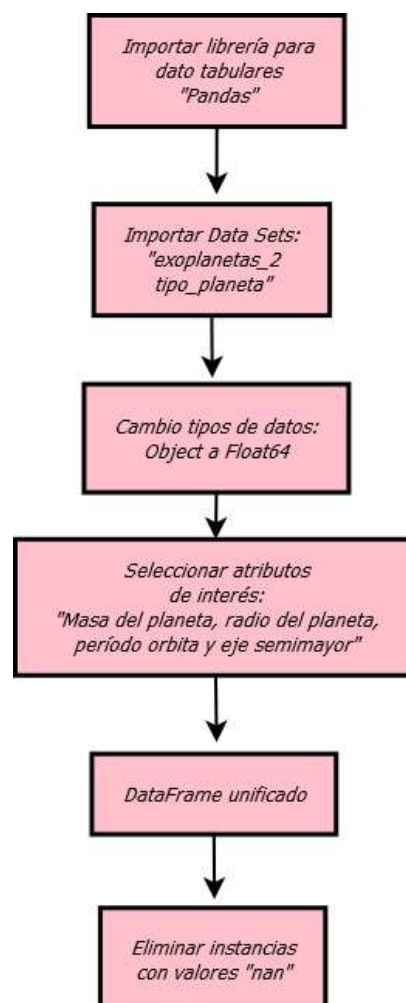 Importar librería para
dato tabulares
"Pandas"
Importar Data Sets:
"exoplanetas_2
tipo_planeta"
Cambio tipos de datos:
Object a Float64
Seleccionar atributos
de interés:
"Masa del planeta, radio del planeta,
período orbita y eje semimayor"
DataFrame unificado
Eliminar instancias
con valores "nan"